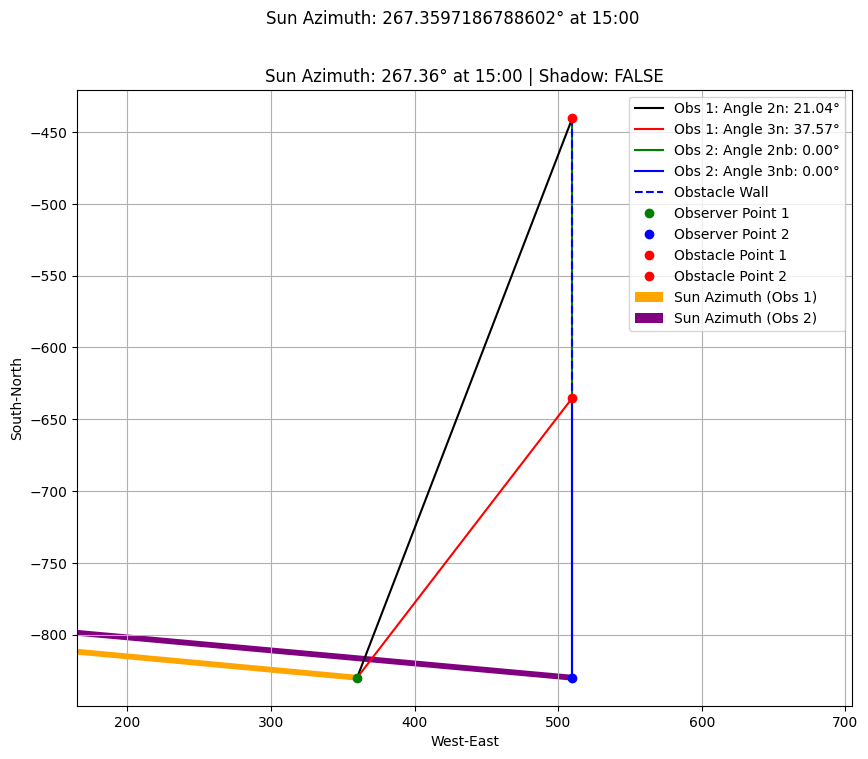 Sun Azimuth: 267.3597186788602° at 15:00
Sun Azimuth: 267.36° at 15:00 | Shadow: FALSE
Obs 1: Angle 2n: 21.04°
Obs 1: Angle 3n: 37.57°
Obs 2: Angle 2nb: 0.00°
Obs 2: Angle 3nb: 0.00°
Obstacle Wall
Observer Point 1
Observer Point 2
Obstacle Point 1
Obstacle Point 2
Sun Azimuth (Obs 1)
Sun Azimuth (Obs 2)
South-North
−450
−500
−550
−600
−650
−700
−750
−800
200
300
400
500
600
700
West-East